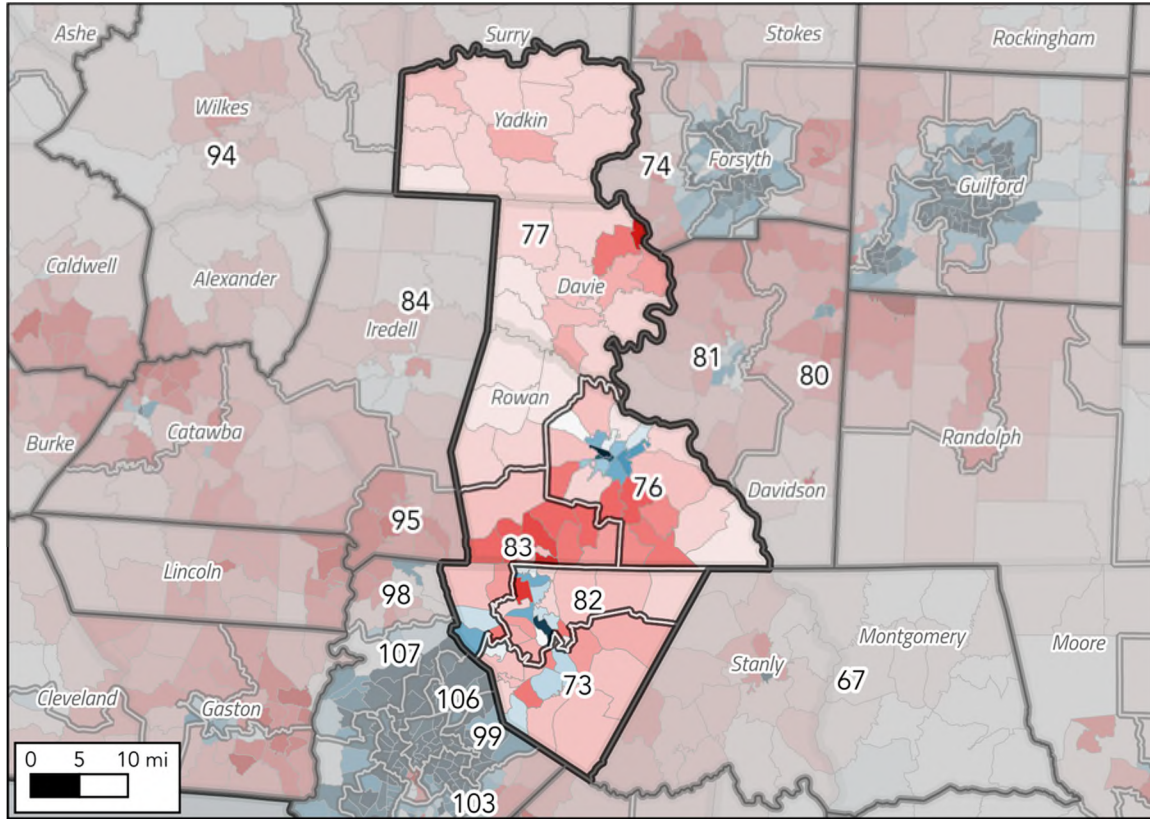 Ashe
Surry
Stokes
Rockingham
Wilkes
94
Yadkin
74
Forsyth
Guilford
77
Caldwell
Alexander
84
Iredell
Davie
81
80
Rowan
Burke
Catawba
Randolph
76
Davidson
95
83
Lincoln
98
82
107
Montgomery
Moore
Stanly
67
73
106
Cleveland
Gaston
99
103
0 5 10 mi